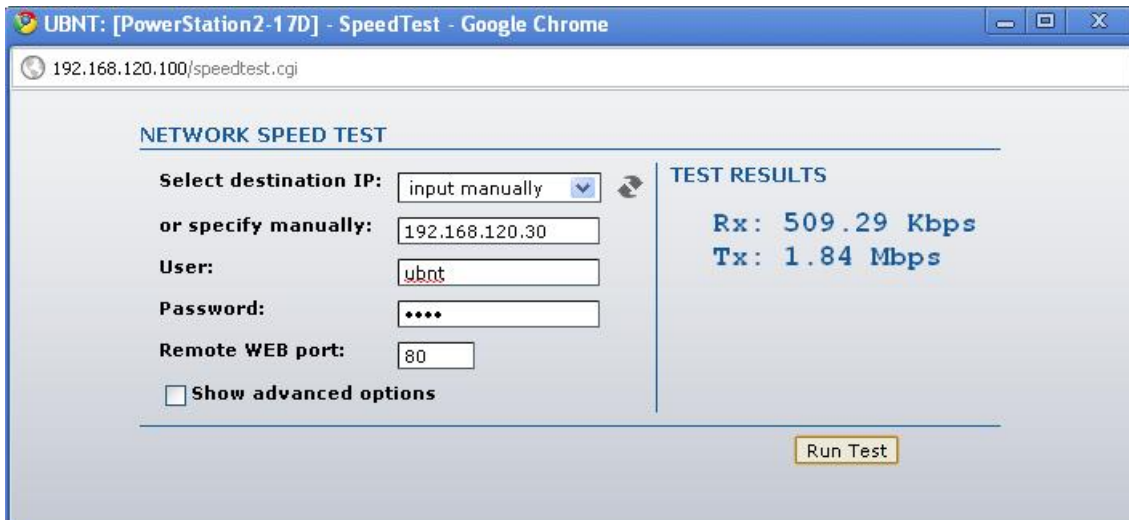 UBNT: [PowerStation2-17D] - SpeedTest - Google Chrome
192.168.120.100/speedtest.cgi
NETWORK SPEED TEST
Select destination IP: input manually
or specify manually: 192.168.120.30
User: ubnt
Password: ••••
Remote WEB port: 80
Show advanced options
TEST RESULTS
Rx: 509.29 Kbps
Tx: 1.84 Mbps
Run Test